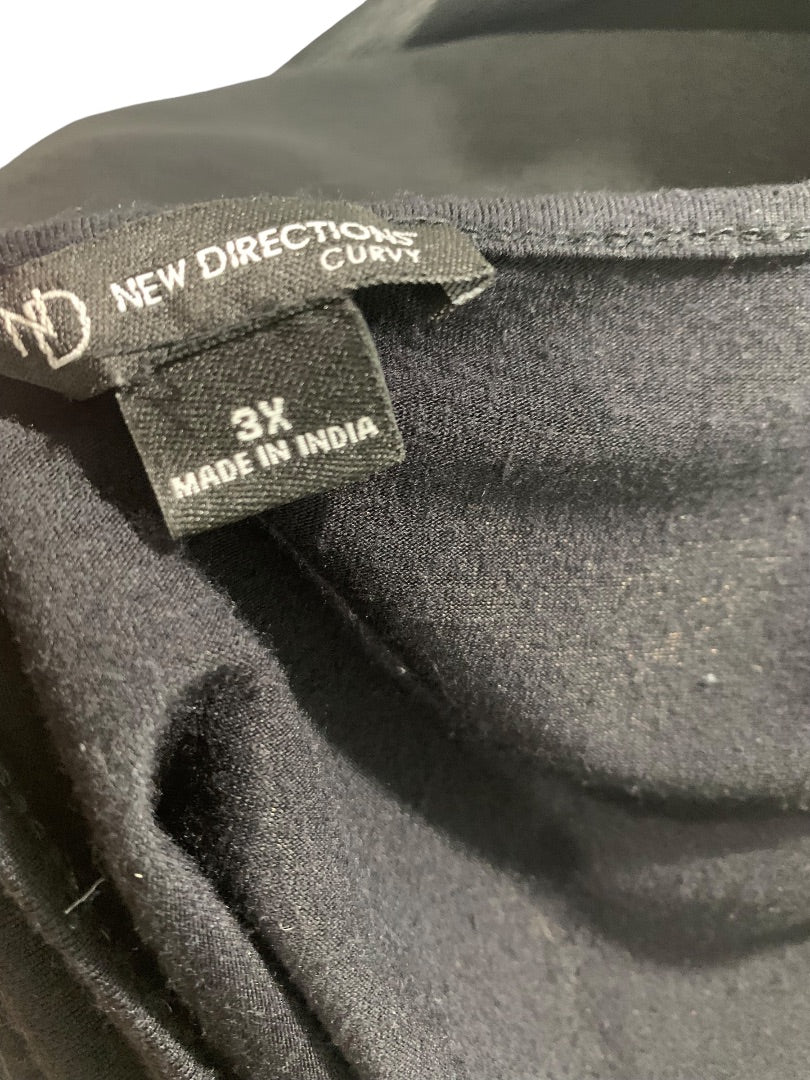 ND
NEW DIRECTIONS
CURVY
3X
MADE IN INDIA